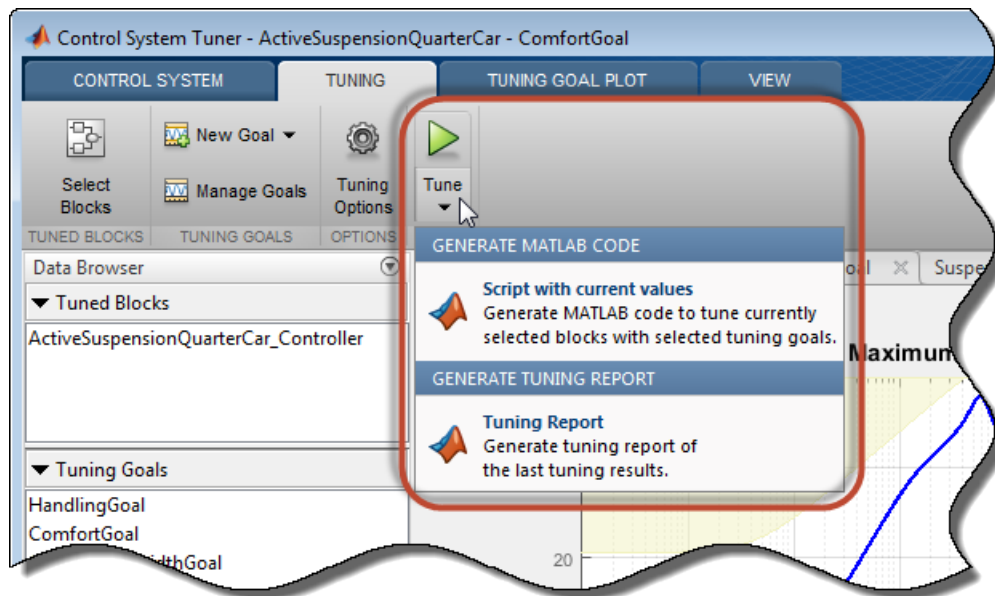 Control System Tuner - ActiveSuspensionQuarterCar - ComfortGoal
CONTROL SYSTEM
TUNING
TUNING GOAL PLOT
VIEW
Select
Blocks
New Goal
Manage Goals
Tuning
Options
Tune
TUNED BLOCKS
TUNING GOALS
OPTIONS
GENERATE MATLAB CODE
Script with current values
Generate MATLAB code to tune currently
selected blocks with selected tuning goals.
GENERATE TUNING REPORT
Tuning Report
Generate tuning report of
the last tuning results.
Data Browser
Tuned Blocks
ActiveSuspensionQuarterCar_Controller
Tuning Goals
HandlingGoal
ComfortGoal
Maximum
20